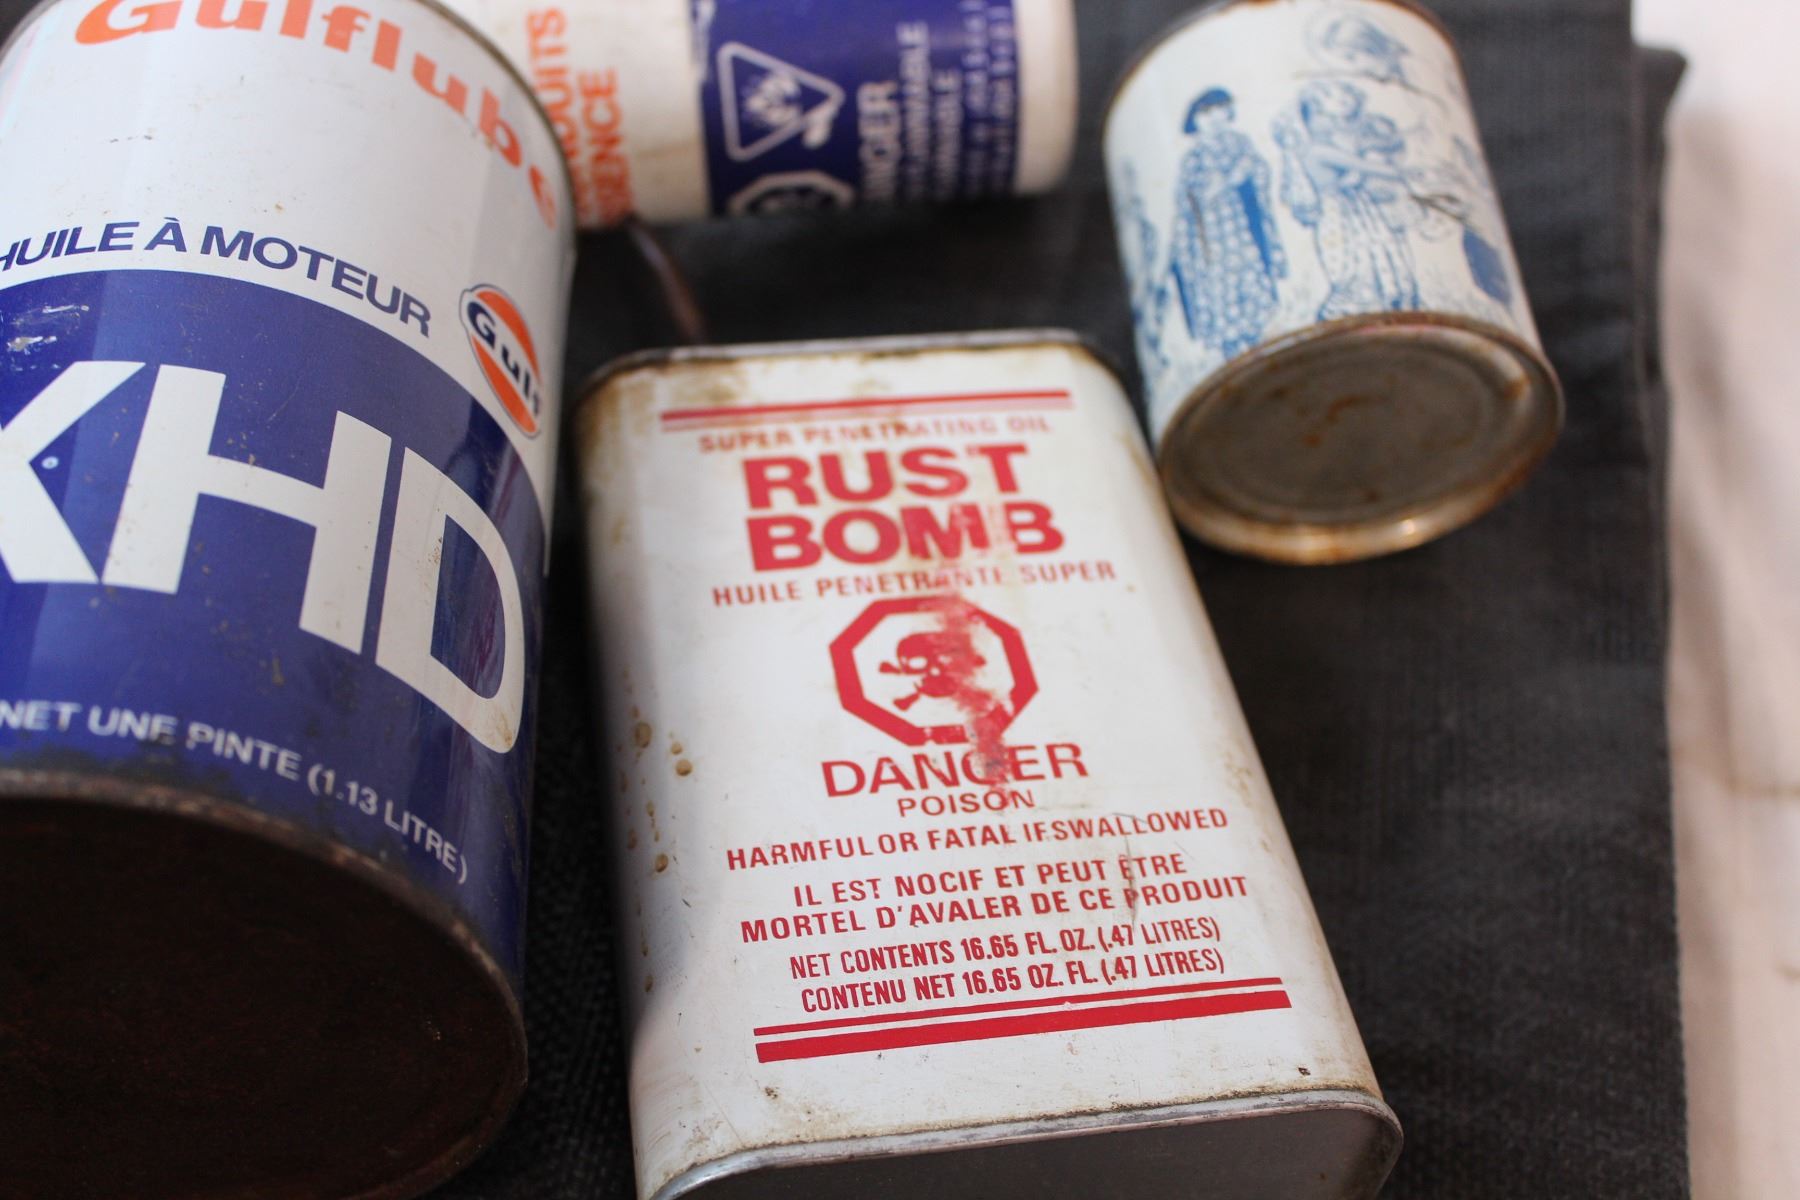 Gulflube
HUILE À MOTEUR
Gulf
XHD
NET UNE PINTE (1.13 LITRE)
DANGER
SUPER PENETRATING OIL
RUST
BOMB
HUILE PENETRANTE SUPER
DANGER
POISON
HARMFUL OR FATAL IF SWALLOWED
IL EST NOCIF ET PEUT ÊTRE
MORTEL D'AVALER DE CE PRODUIT
NET CONTENTS 16.65 FL. OZ. (.47 LITRES)
CONTENU NET 16.65 OZ. FL. (.47 LITRES)